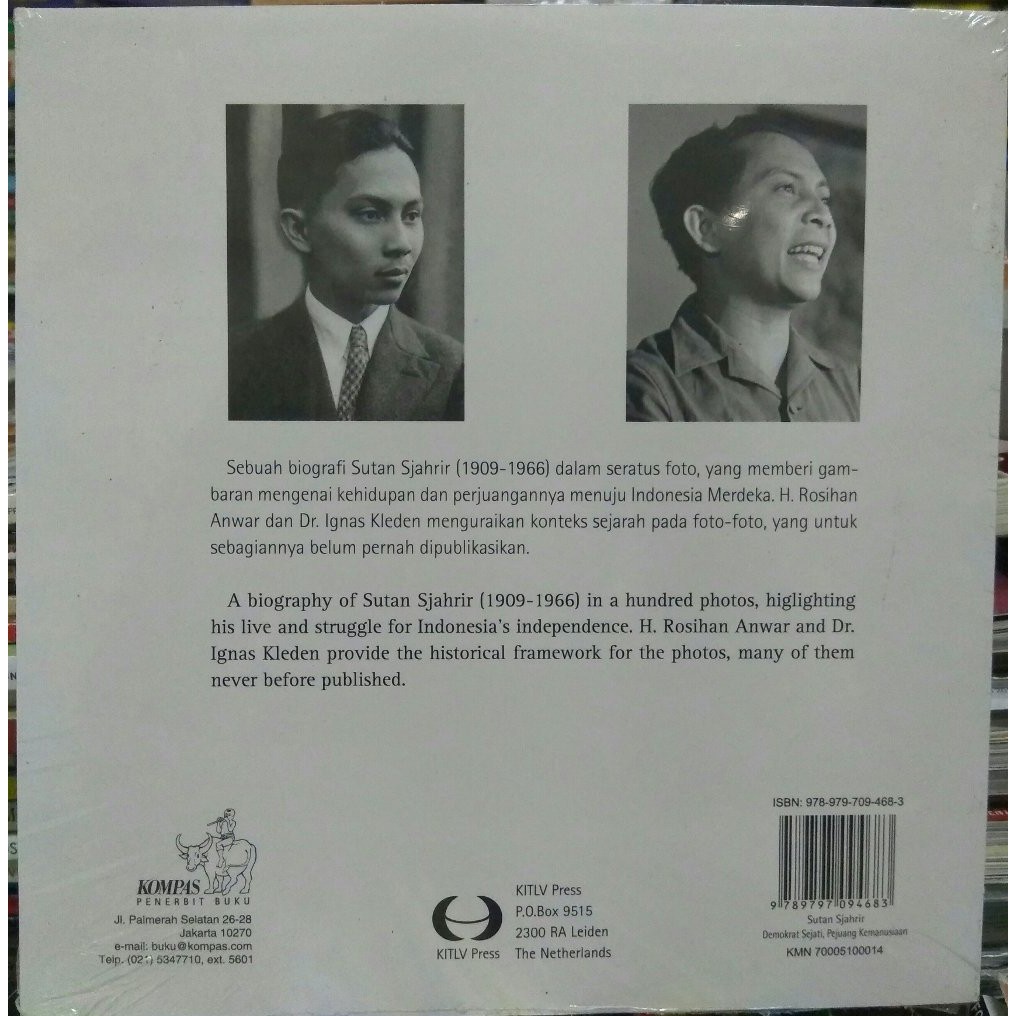 Sebuah biografi Sutan Sjahrir (1909-1966) dalam seratus foto, yang memberi gam-
baran mengenai kehidupan dan perjuangannya menuju Indonesia Merdeka. H. Rosihan
Anwar dan Dr. Ignas Kleden menguraikan konteks sejarah pada foto-foto, yang untuk
sebagiannya belum pernah dipublikasikan.
A biography of Sutan Sjahrir (1909-1966) in a hundred photos, higlighting
his live and struggle for Indonesia's independence. H. Rosihan Anwar and Dr.
Ignas Kleden provide the historical framework for the photos, many of them
never before published.
KOMPAS
PENERBIT BUKU
Jl. Palmerah Selatan 26-28
Jakarta 10270
e-mail: buku@kompas.com
Telp. (021) 5347710, ext. 5601
KITLV Press
KITLV Press
P.O.Box 9515
2300 RA Leiden
The Netherlands
ISBN: 978-979-709-468-3
9 789797 094683
Sutan Sjahrir
Demokrat Sejati, Pejuang Kemanusiaan
KMN 70005100014